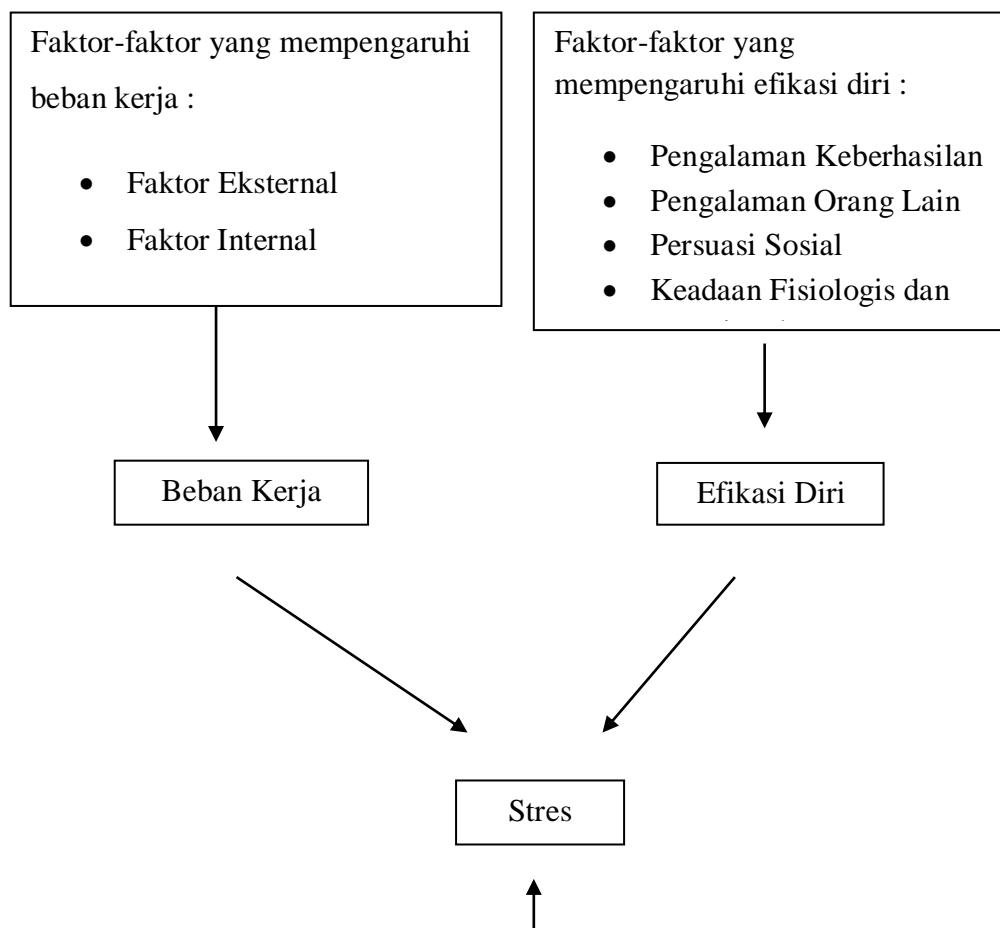 Faktor-faktor yang mempengaruhi
beban kerja :
• Faktor Eksternal
• Faktor Internal
Faktor-faktor yang
mempengaruhi efikasi diri :
• Pengalaman Keberhasilan
• Pengalaman Orang Lain
• Persuasi Sosial
• Keadaan Fisiologis dan
Beban Kerja
Efikasi Diri
Stres